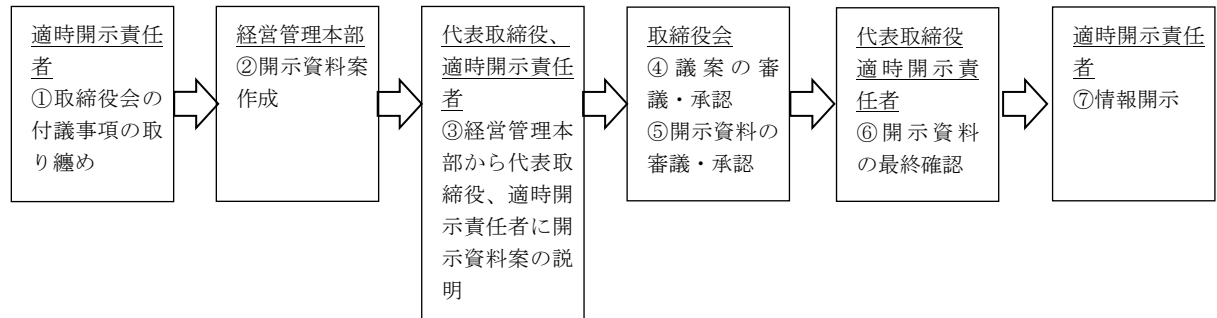 適時開示責任
者
①取締役会の
付議事項の取
り纏め
経営管理本部
②開示資料案
作成
代表取締役、
適時開示責任
者
③経営管理本
部から代表取
締役、適時開
示責任者に開
示資料案の説
明
取締役会
④議案の審
議・承認
⑤開示資料の
審議・承認
代表取締役
適時開示責
任者
⑥開示資料
の最終確認
適時開示責任
者
⑦情報開示